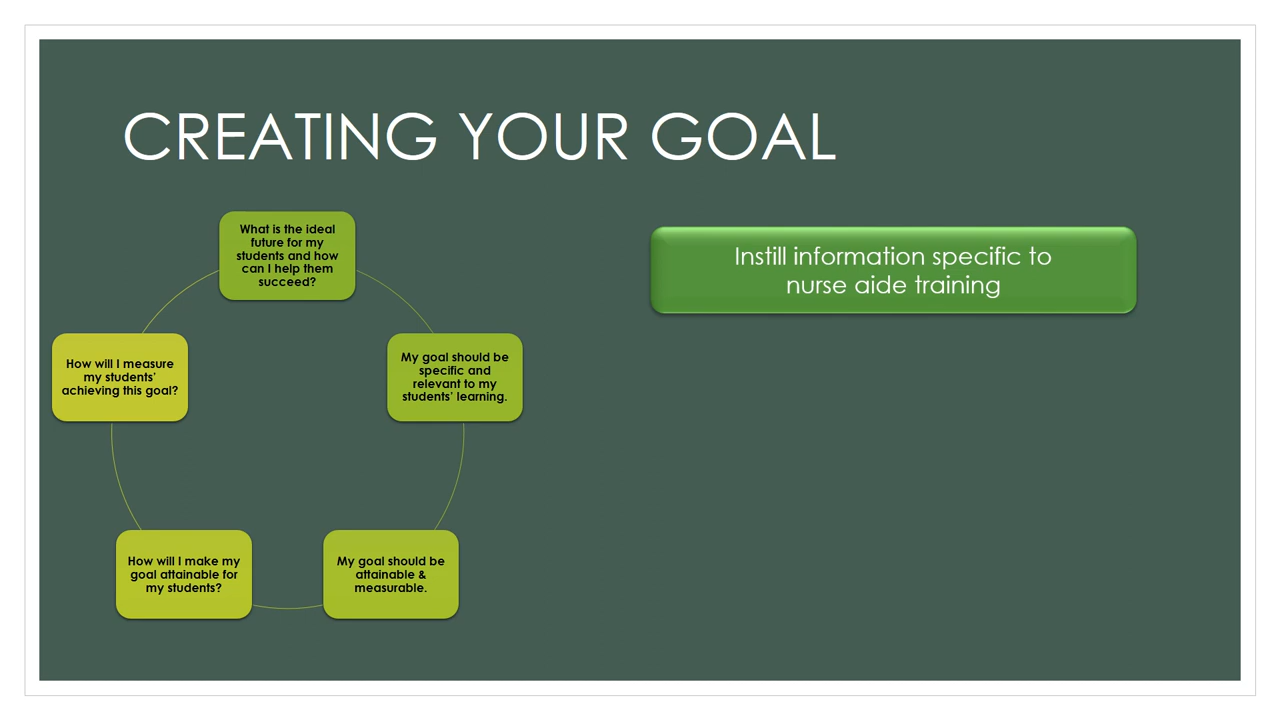 CREATING YOUR GOAL
What is the ideal
future for my
students and how
can I help them
succeed?
My goal should be
specific and
relevant to my
students’ learning.
My goal should be
attainable &
measurable.
How will I make my
goal attainable for
my students?
How will I measure
my students’
achieving this goal?
Instill information specific to
nurse aide training